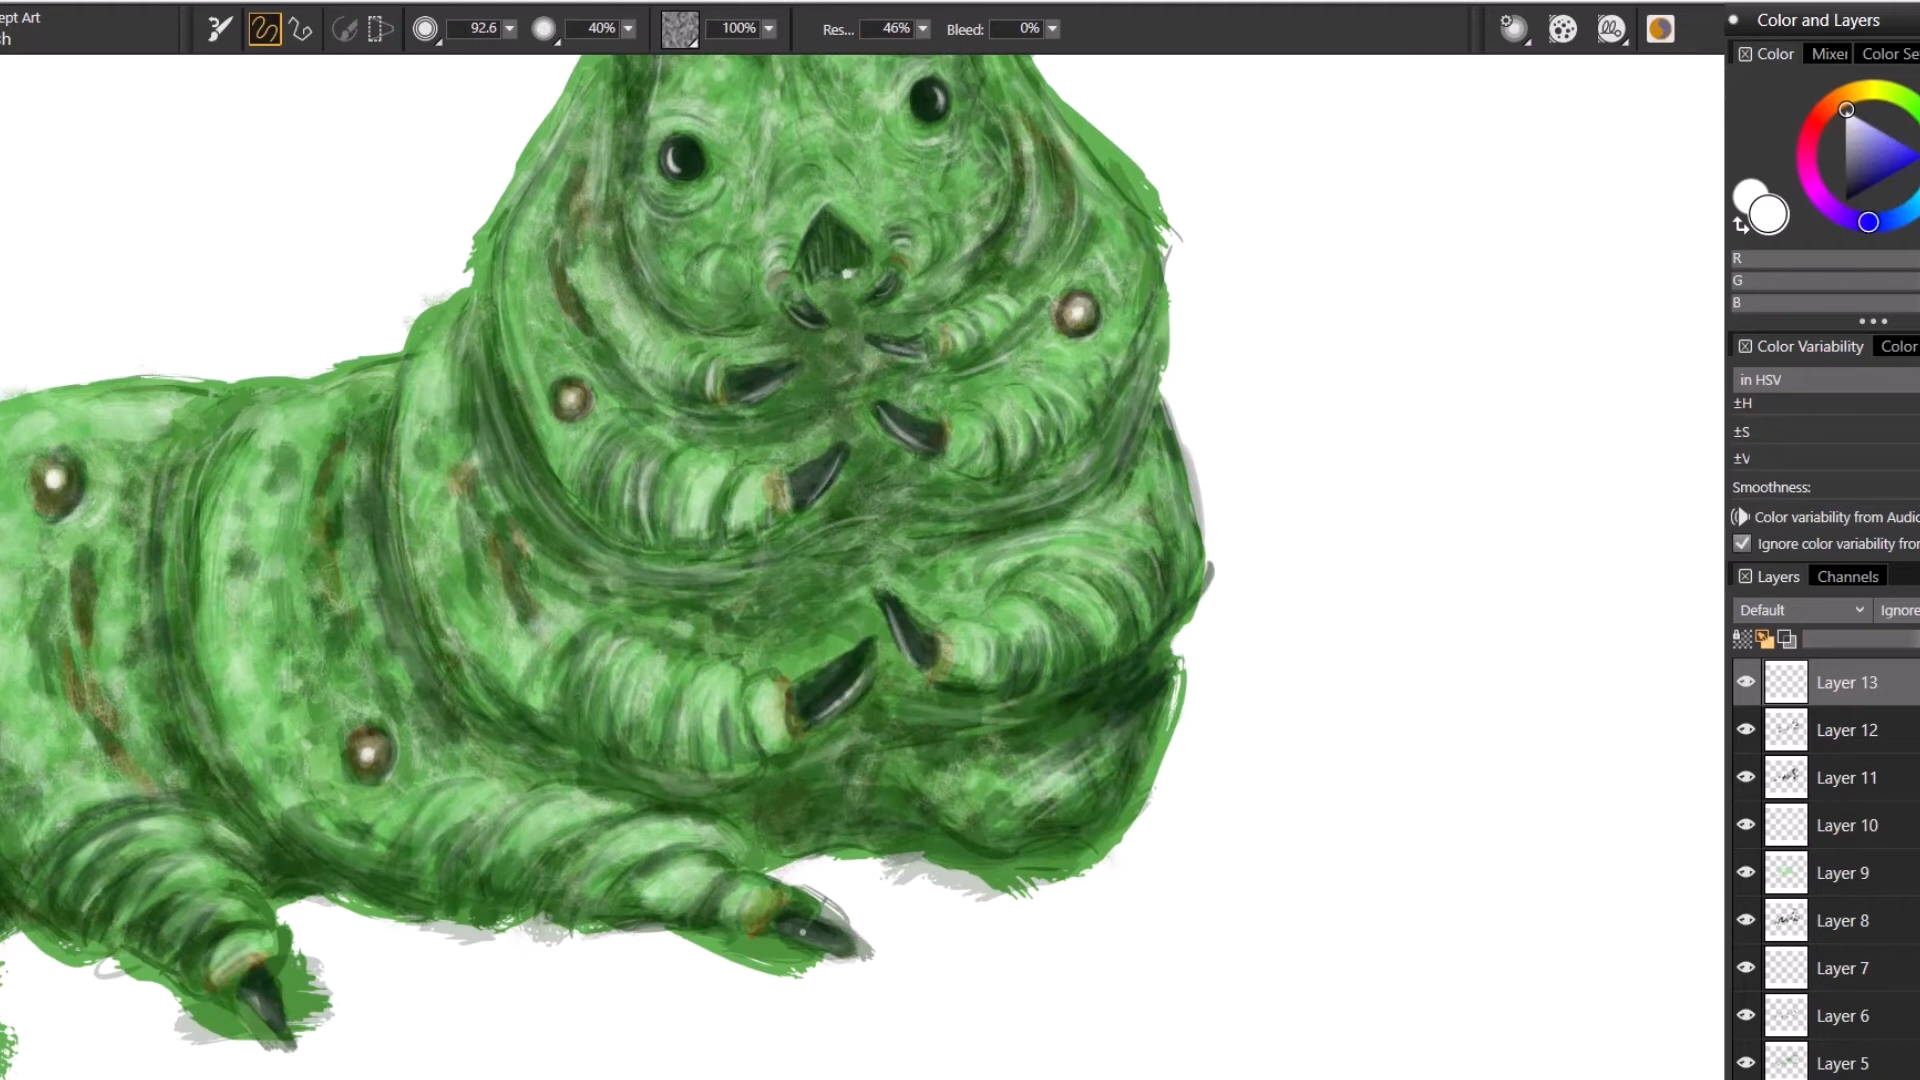 ept Art
sh
92.6
40%
100%
Res...
46%
Bleed:
0%
Color and Layers
Color
Mixer
Color Se
R
G
B
Color Variability
Color
in HSV
±H
±S
±V
Smoothness:
Color variability from Audio
Ignore color variability from
Layers
Channels
Default
Ignore
Layer 13
Layer 12
Layer 11
Layer 10
Layer 9
Layer 8
Layer 7
Layer 6
Layer 5